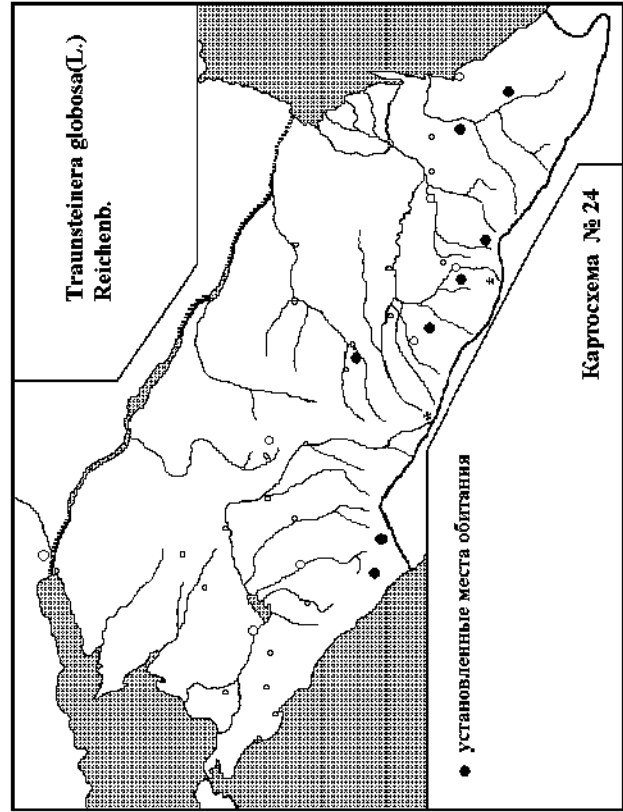 Traunsteinera globosa(L.)
Reichenb.
Картосхема № 24
установленные места обитания